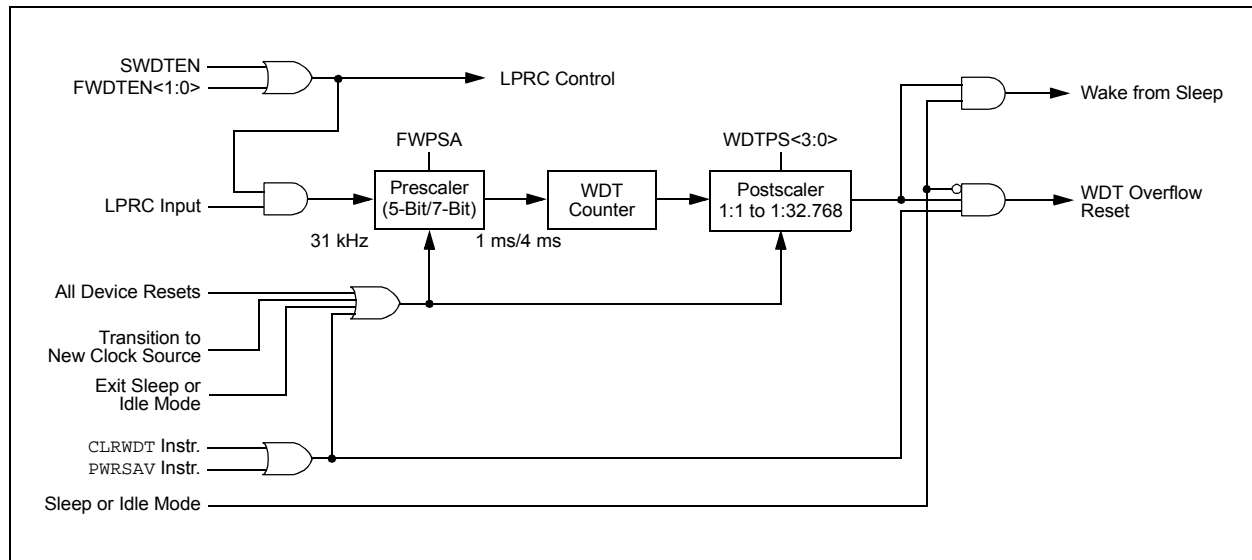 SWDTEN
FWDTEN<1:0>
LPRC Control
Wake from Sleep
FWPSA
WDTPS<3:0>
LPRC Input
Prescaler
(5-Bit/7-Bit)
WDT
Counter
Postscaler
1:1 to 1:32.768
WDT Overflow
Reset
31 kHz
1 ms/4 ms
All Device Resets
Transition to
New Clock Source
Exit Sleep or
Idle Mode
CLRWDT Instr.
PWRSAV Instr.
Sleep or Idle Mode